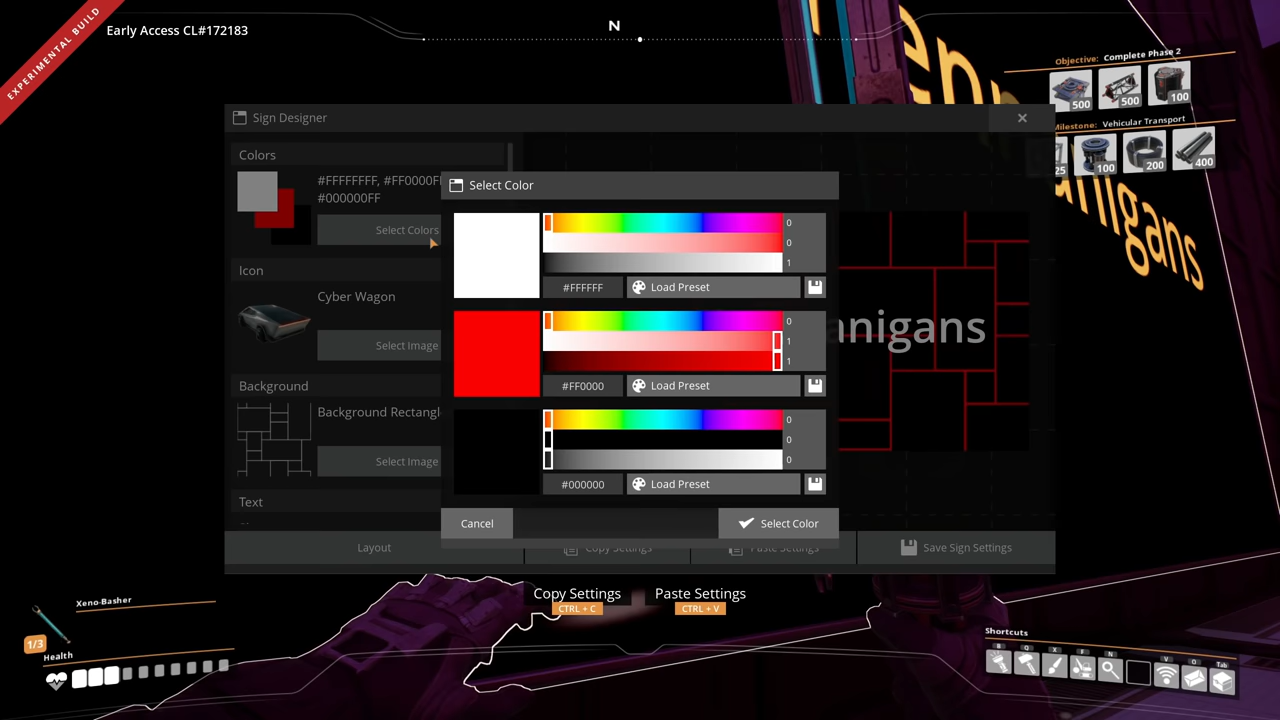 EXPERIMENTAL BUILD
Early Access CL#172183
N
Objective: Complete Phase 2
500
500
100
Milestone: Vehicular Transport
25
100
200
400
Sign Designer
Colors
#FFFFFFFF, #FF0000F
#000000FF
Select Colors
Icon
Cyber Wagon
Select Image
Background
Background Rectangl
Select Image
Text
Select Color
0
0
1
#FFFFFF
Load Preset
0
1
1
#FF0000
Load Preset
0
0
0
#000000
Load Preset
Cancel
Select Color
anigans
anigans
Layout
Copy Settings
Paste Settings
Save Sign Settings
Copy Settings
CTRL + C
Paste Settings
CTRL + V
Xeno-Basher
1/3
Health
Shortcuts
B
Q
X
F
N
V
O
Tab